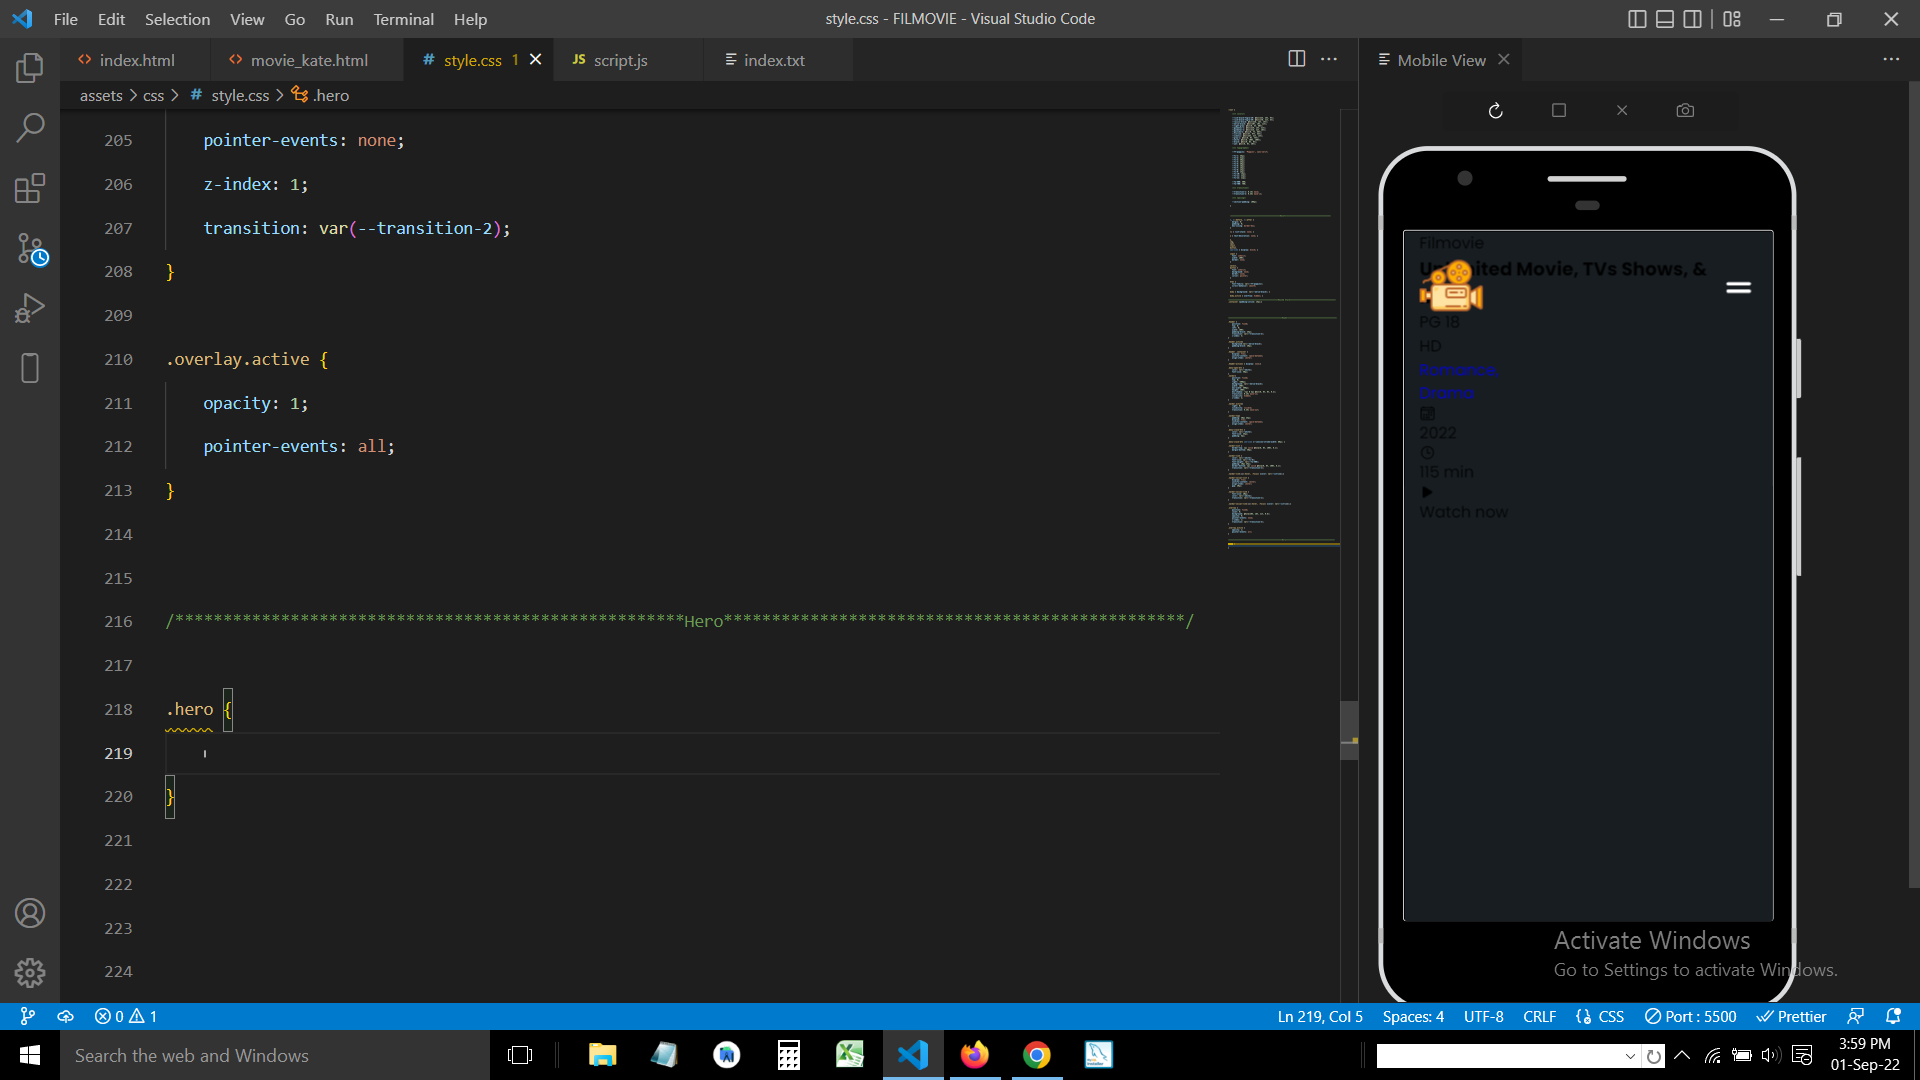 File Edit Selection View Go Run Terminal Help
style.css - FILMOVIE - Visual Studio Code
index.html
movie_kate.html
# style.css 1
JS script.js
index.txt
Mobile View
assets > css > # style.css > .hero
205 pointer-events: none;
206 z-index: 1;
207 transition: var(--transition-2);
208 }
209
210 .overlay.active {
211 opacity: 1;
212 pointer-events: all;
213 }
214
215
216 /*****************************************************Hero************************************************/
217
218 .hero {
219
220 }
221
222
223
224
Filmovie
Movie, TVs Shows, &
PG 18
HD
Romance,
Drama
2022
115 min
Watch now
Activate Windows
Go to Settings to activate Windows.
0 1
Ln 219, Col 5 Spaces: 4 UTF-8 CRLF CSS Port : 5500 Prettier
Search the web and Windows
3:59 PM
01-Sep-22